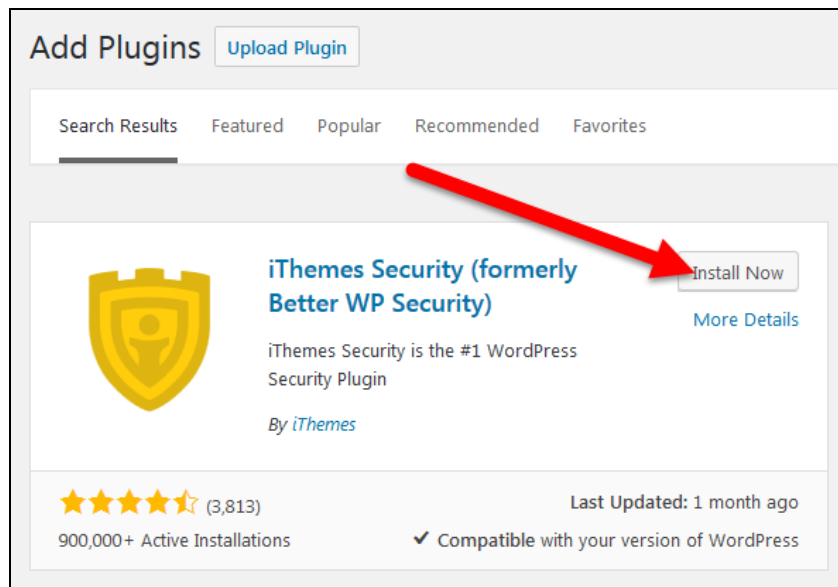 Add Plugins Upload Plugin
Search Results Featured Popular Recommended Favorites
iThemes Security (formerly
Better WP Security)
Install Now
More Details
iThemes Security is the #1 WordPress
Security Plugin
By iThemes
(3,813)
Last Updated: 1 month ago
900,000+ Active Installations
✔ Compatible with your version of WordPress